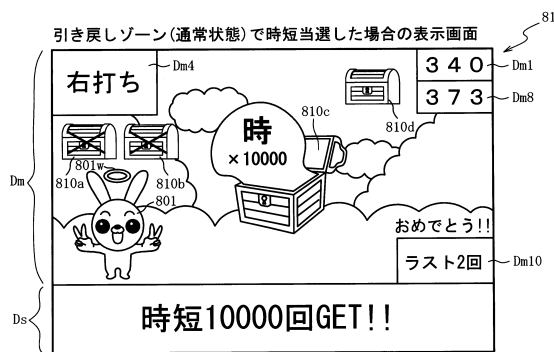 引き戻しゾーン(通常状態)で時短当選した場合の表示画面
81
右打ち
Dm4
340
Dm1
373
Dm8
810c
810d
時
×10000
801w
810a
810b
801
Dm
おめでとう!!
ラスト2回
Dm10
Ds
時短10000回GET!!